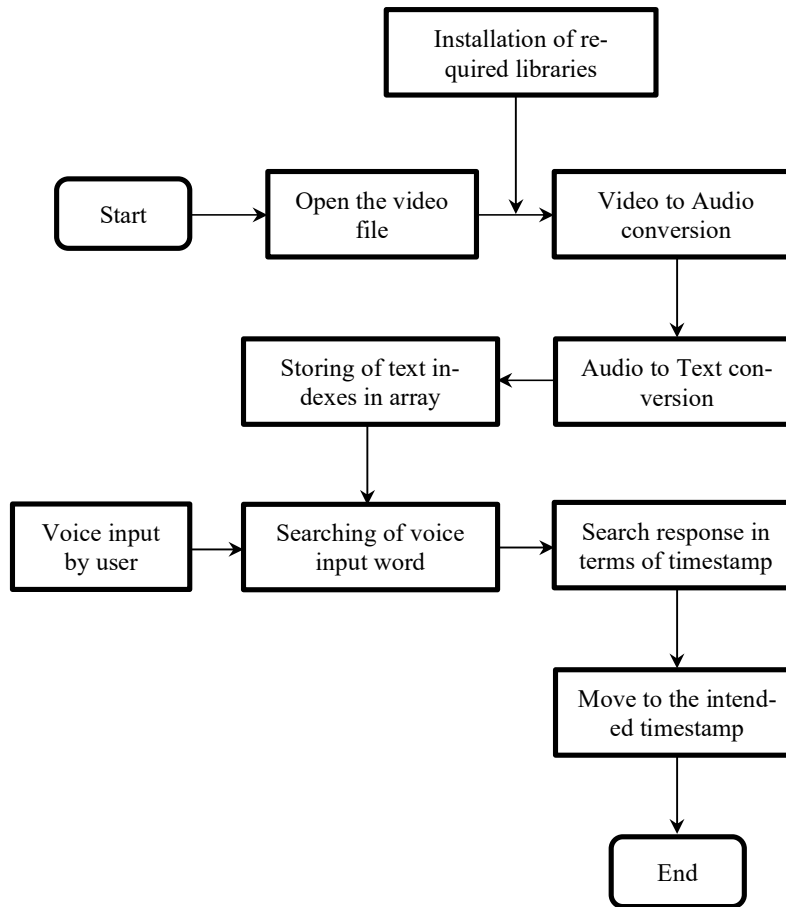 Installation of re-
quired libraries
Start
Open the video
file
Video to Audio
conversion
Storing of text in-
dexes in array
Audio to Text con-
version
Voice input
by user
Searching of voice
input word
Search response in
terms of timestamp
Move to the intend-
ed timestamp
End